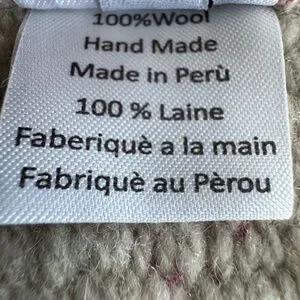 100%Wool
Hand Made
Made in Perù
100 % Laine
Faberiquè a la main
Fabriquè au Pèrou